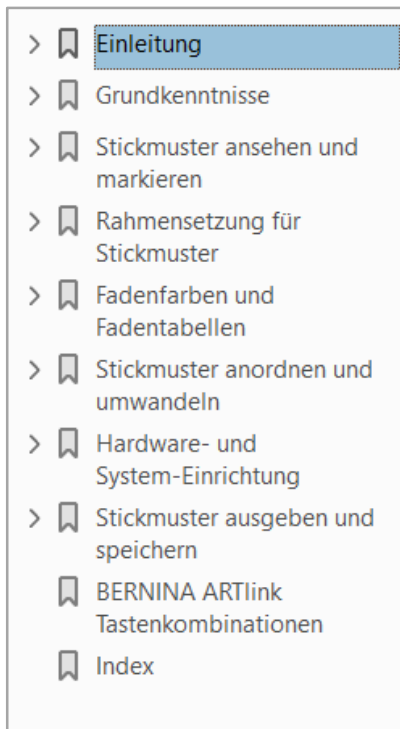 Einleitung
Grundkenntnisse
Stickmuster ansehen und
markieren
Rahmensetzung für
Stickmuster
Fadenfarben und
Fadentabellen
Stickmuster anordnen und
umwandeln
Hardware- und
System-Einrichtung
Stickmuster ausgeben und
speichern
BERNINA ARTlink
Tastenkombinationen
Index